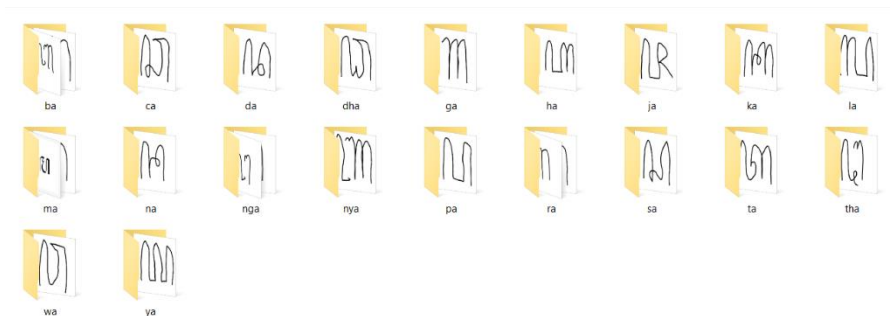 ꦧ ꦕ ꦢ ꦝ ꦒ ꦲ ꦗ ꦏ ꦭ
ba ca da dha ga ha ja ka la
ꦩ ꦤ ꦔ ꦚ ꦥ ꦫ ꦱ ꦠ ꦛ
ma na nga nya pa ra sa ta tha
ꦮ ꦪ
wa ya